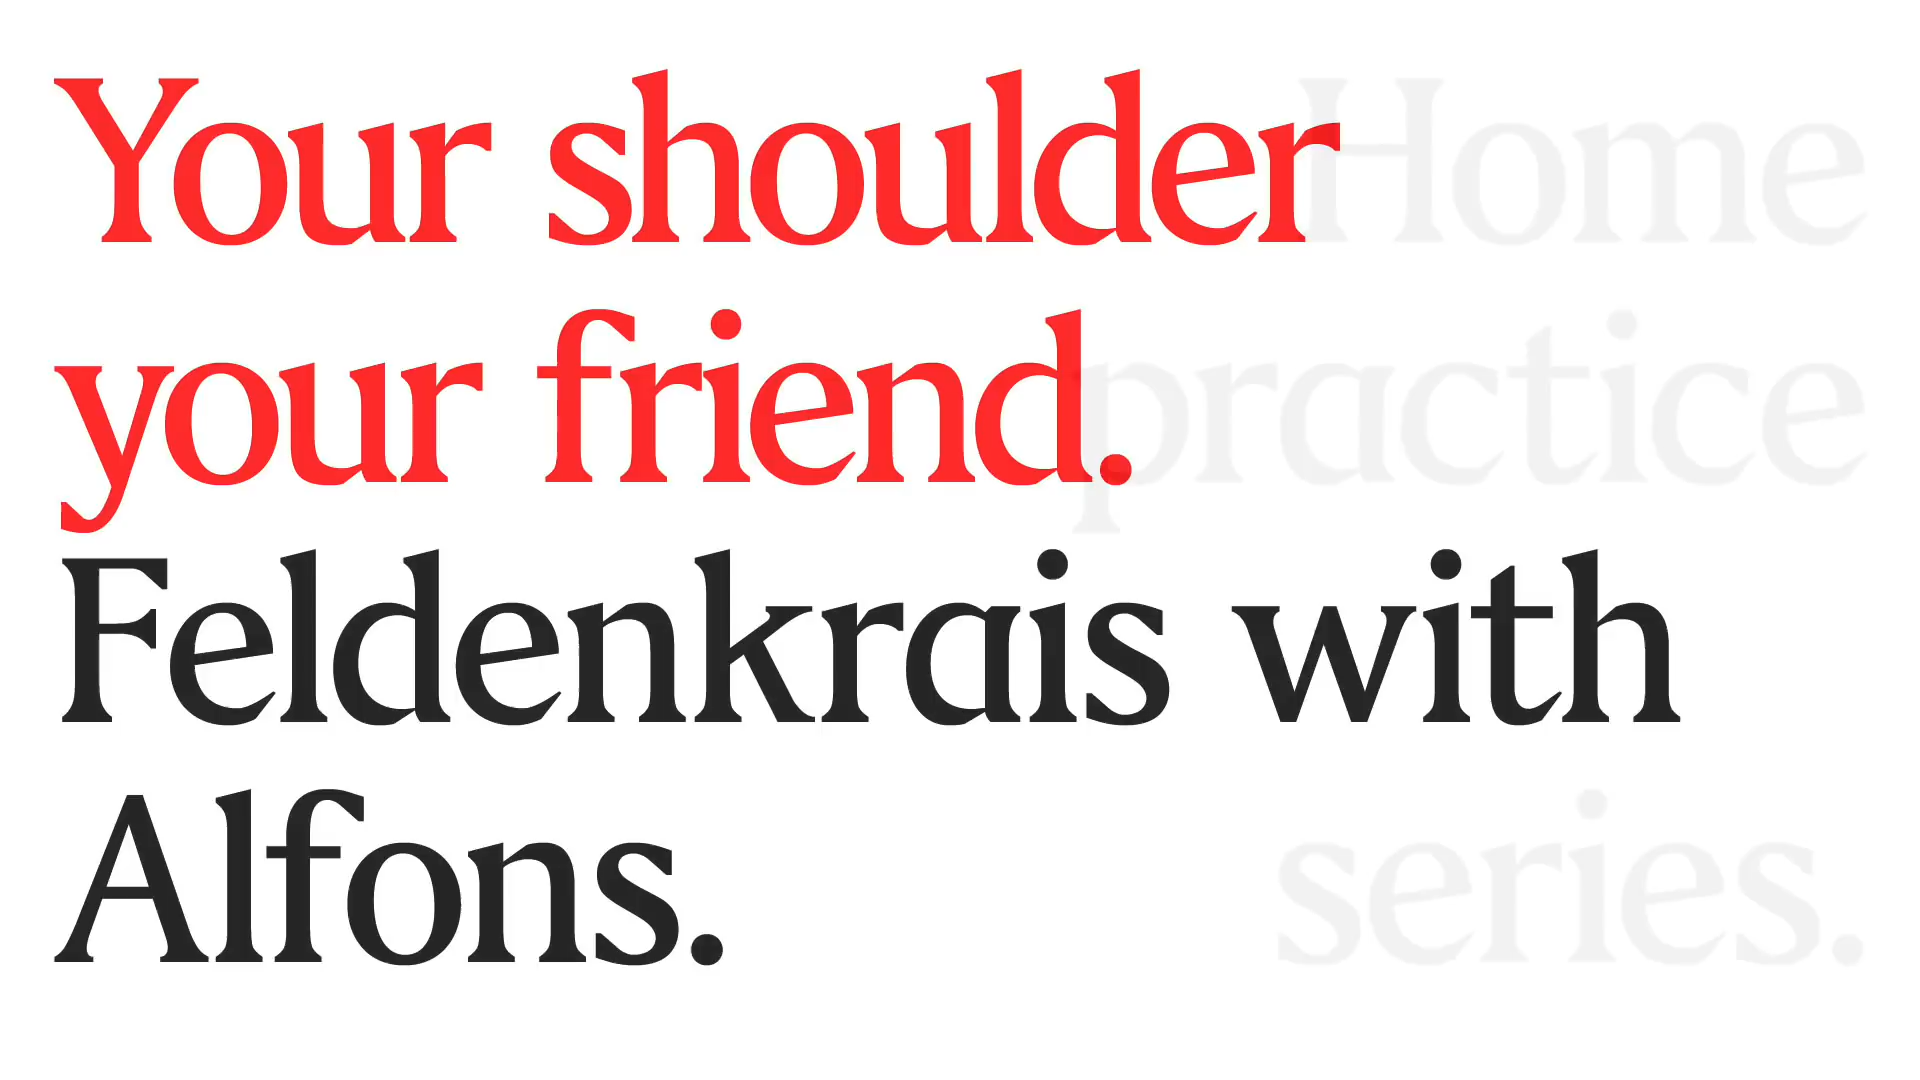 Your shoulder
your friend.
Feldenkrais with
Alfons.
Home
practice
series.